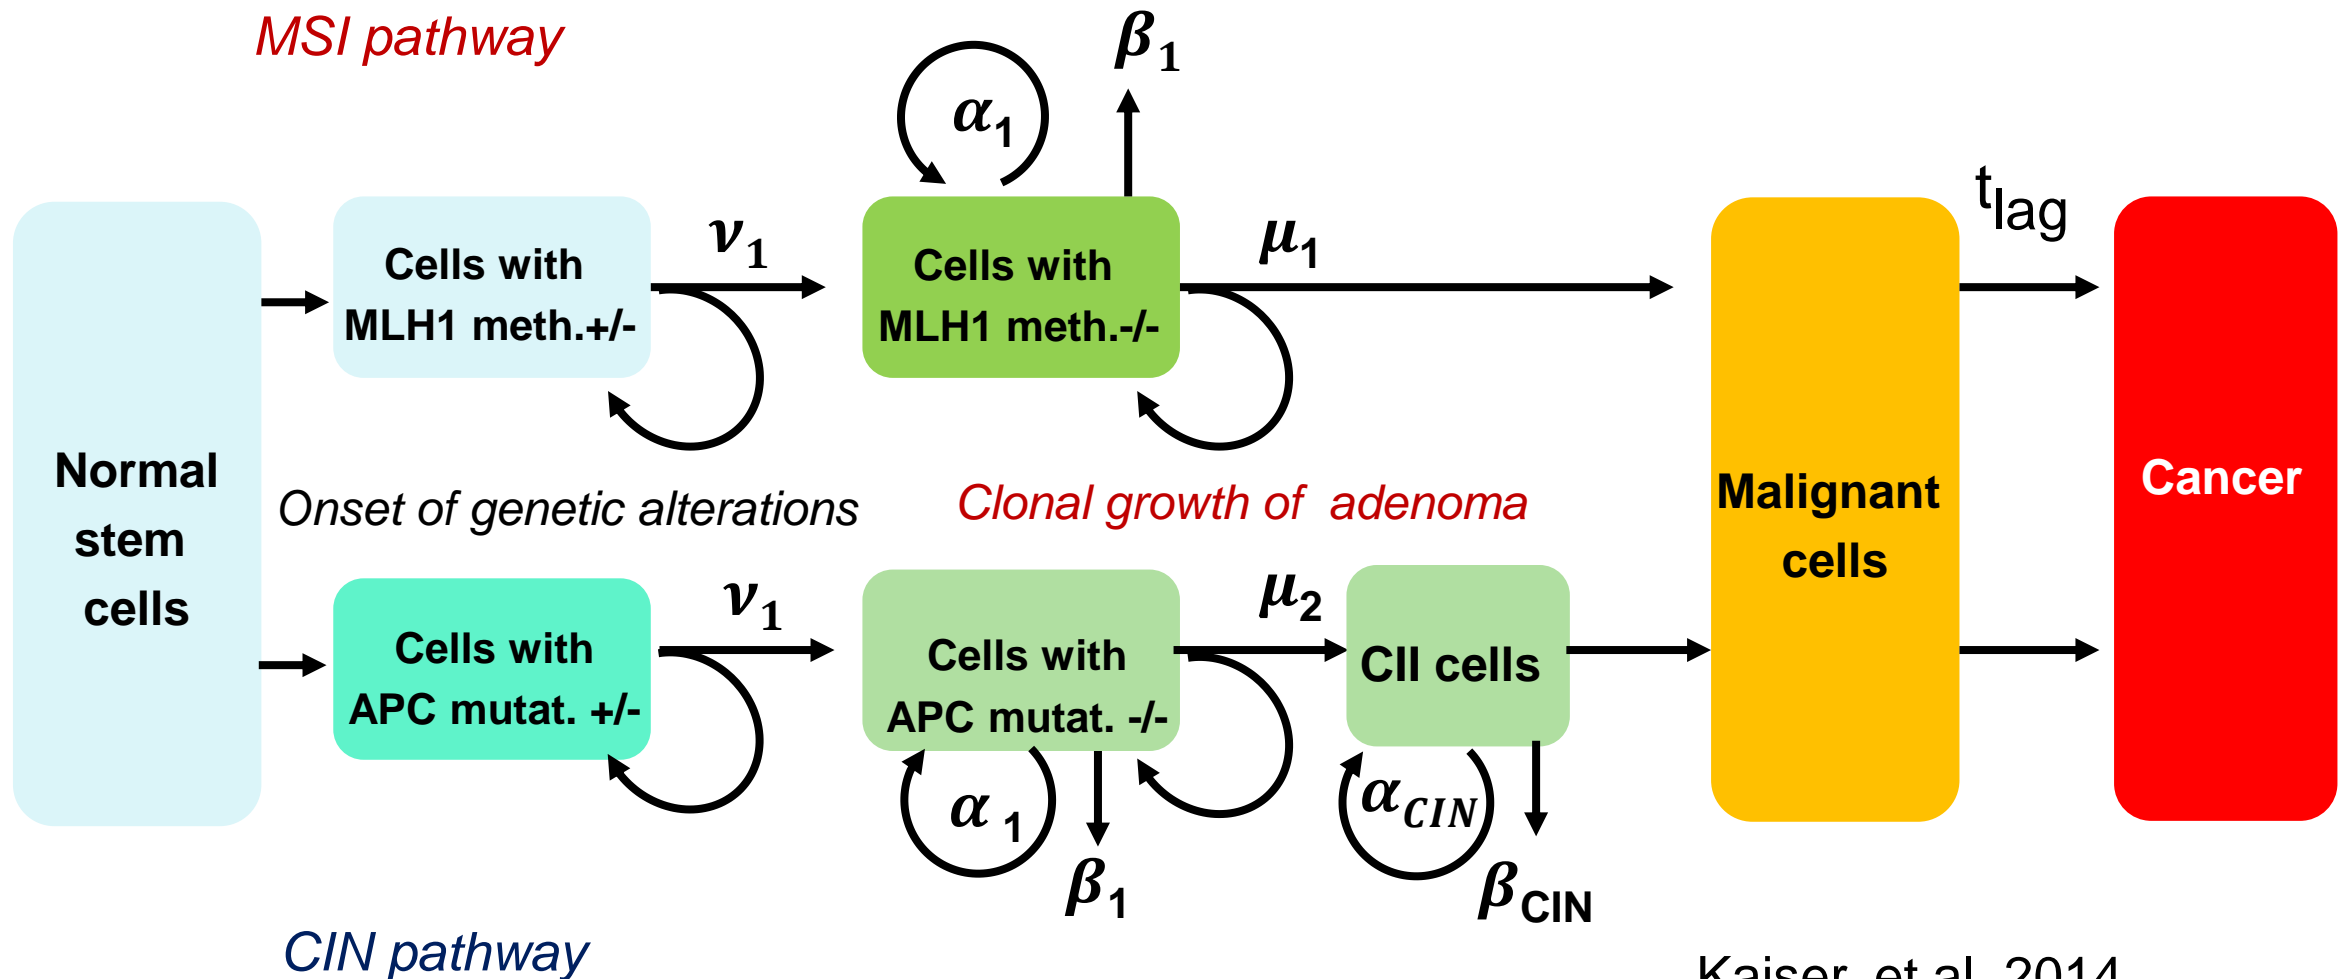 MSI pathway
β1
α1
tlag
ν1
μ1
Cells with
MLH1 meth.+/-
Cells with
MLH1 meth.-/-
Normal
stem
cells
Onset of genetic alterations
Clonal growth of adenoma
Malignant
cells
Cancer
ν1
μ2
Cells with
APC mutat. +/-
Cells with
APC mutat. -/-
CII cells
α 1
β1
αCIN
βCIN
CIN pathway
Kaiser, et al. 2014